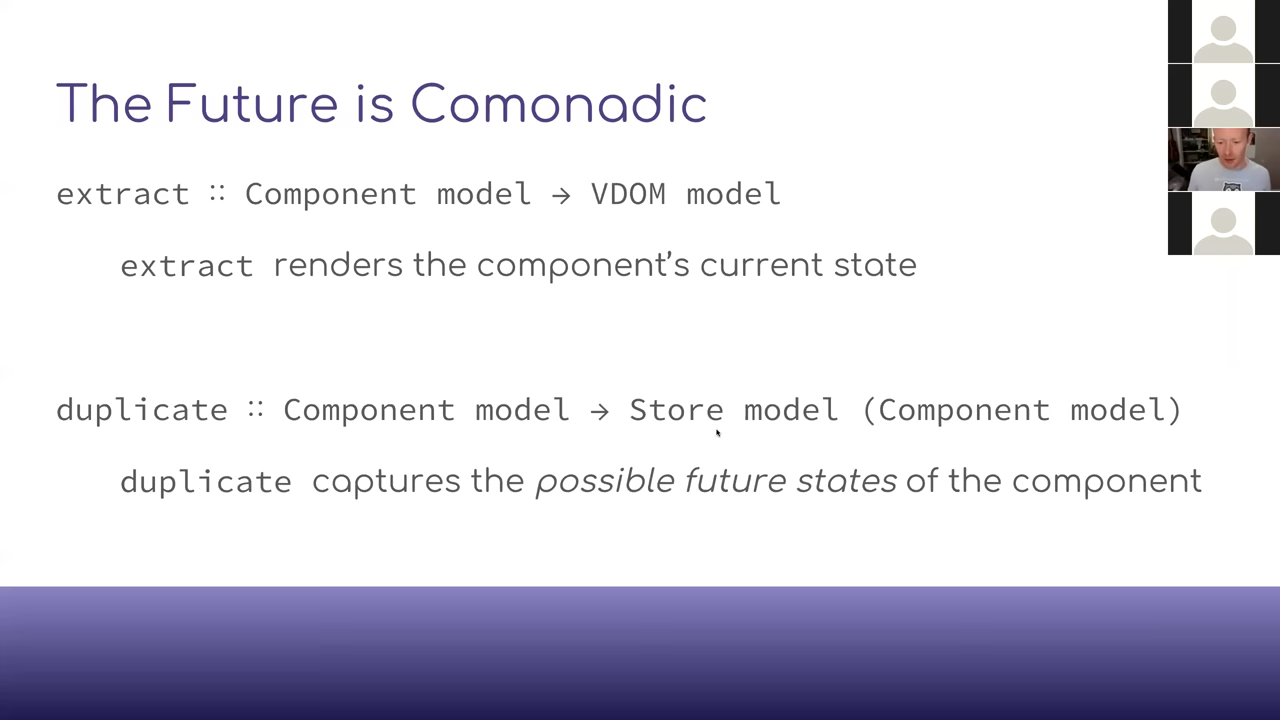 The Future is Comonadic
extract ∷ Component model → VDOM model
extract renders the component’s current state
duplicate ∷ Component model → Store model (Component model)
duplicate captures the possible future states of the component